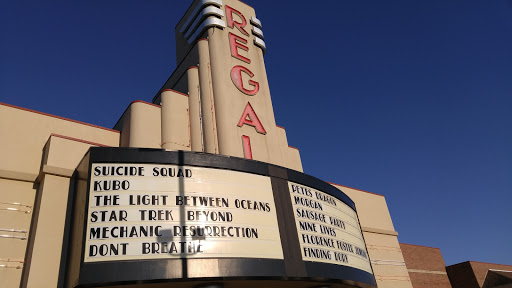 REGAL
SUICIDE SQUAD
KUBO
THE LIGHT BETWEEN OCEANS
STAR TREK BEYOND
MECHANIC RESURRECTION
DONT BREATHE
PETES DRAGON
MORGAN
SAUSAGE PARTY
NINE LIVES
FLORENCE FOSTER
FINDING DORY